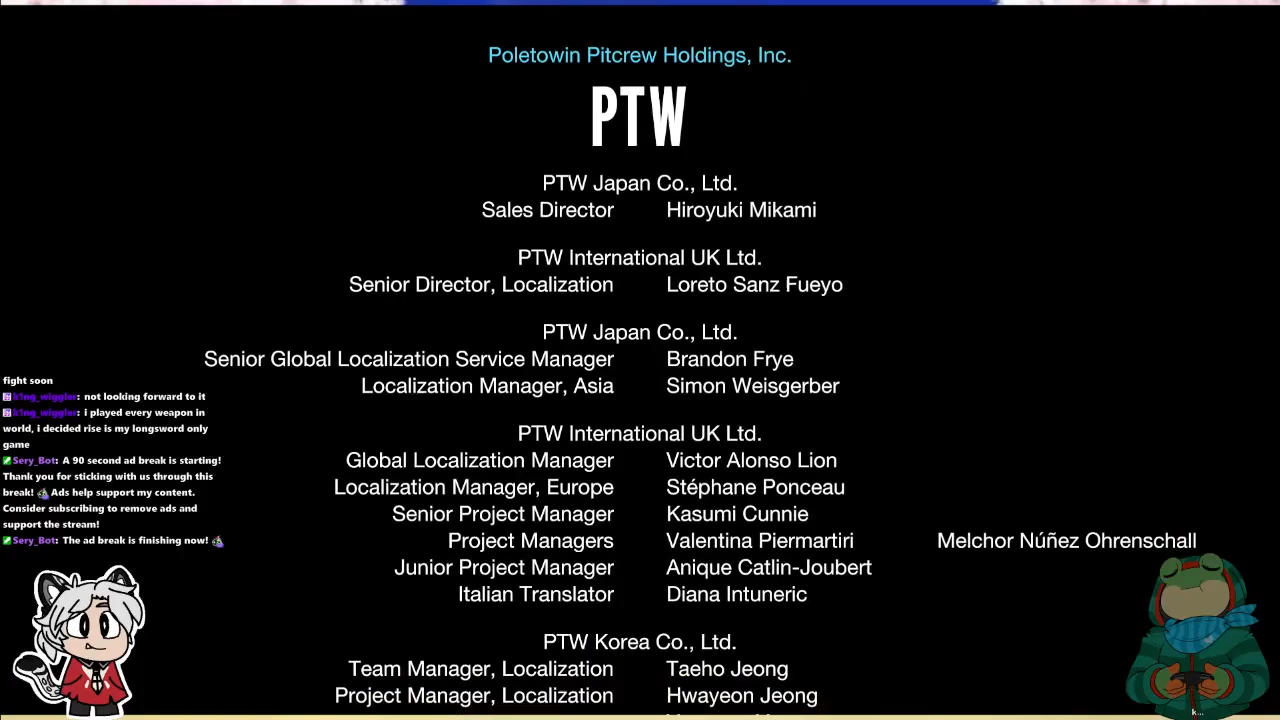 Poletowin Pitcrew Holdings, Inc.
PTW
PTW Japan Co., Ltd.
Sales Director Hiroyuki Mikami
PTW International UK Ltd.
Senior Director, Localization Loreto Sanz Fueyo
PTW Japan Co., Ltd.
Senior Global Localization Service Manager Brandon Frye
Localization Manager, Asia Simon Weisgerber
PTW International UK Ltd.
Global Localization Manager Victor Alonso Lion
Localization Manager, Europe Stéphane Ponceau
Senior Project Manager Kasumi Cunnie
Project Managers Valentina Piermartiri Melchor Núñez Ohrenschall
Junior Project Manager Anique Catlin-Joubert
Italian Translator Diana Intuneric
PTW Korea Co., Ltd.
Team Manager, Localization Taeho Jeong
Project Manager, Localization Hwayeon Jeong
fight soon
k1ng_wiggler: not looking forward to it
k1ng_wiggler: i played every weapon in
world, i decided rise is my longsword only
game
Sery_Bot: A 90 second ad break is starting!
Thank you for sticking with us through this
break! Ads help support my content.
Consider subscribing to remove ads and
support the stream!
Sery_Bot: The ad break is finishing now!
k...